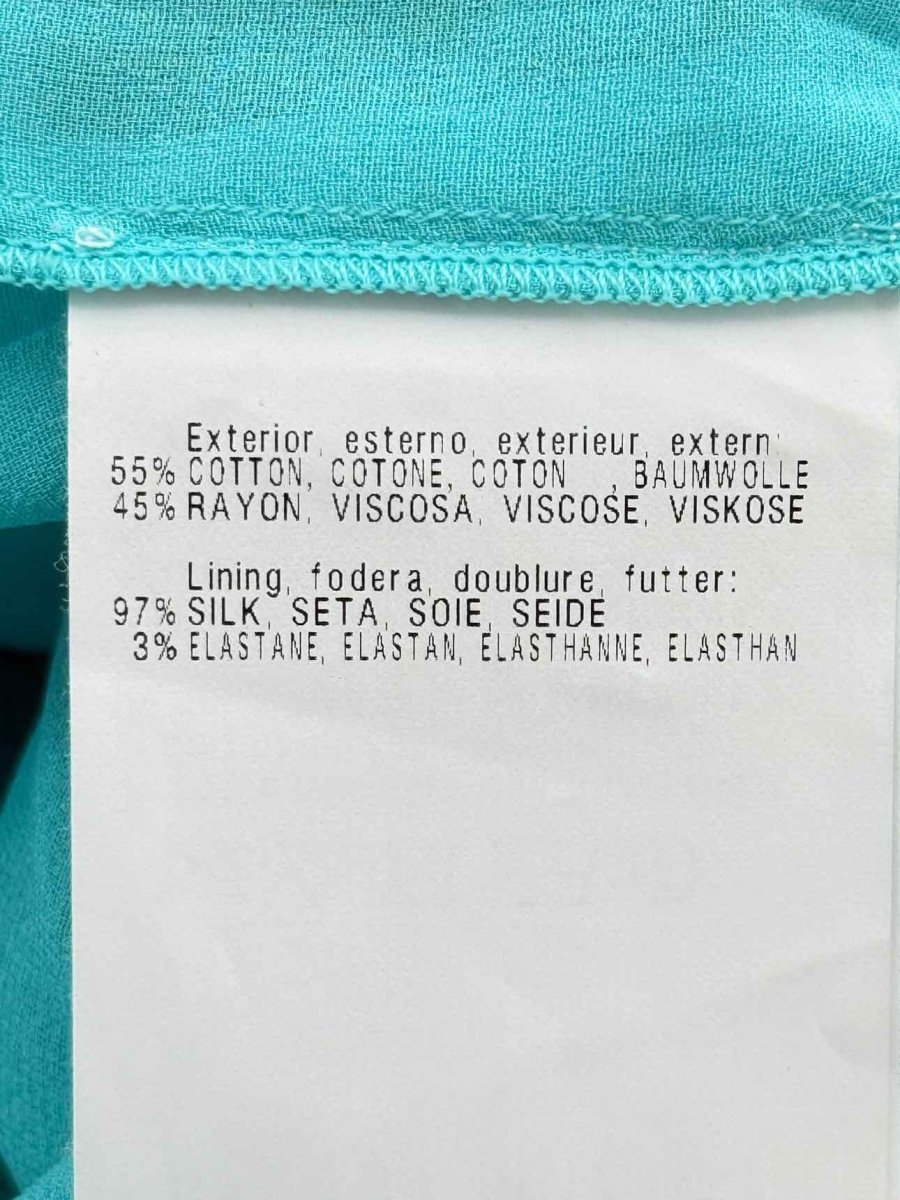 Exterior, esterno, exterieur, extern:
55% COTTON, COTONE, COTON , BAUMWOLLE
45% RAYON, VISCOSA, VISCOSE, VISKOSE
Lining, fodera, doublure, futter:
97% SILK, SETA, SOIE, SEIDE
3% ELASTANE, ELASTAN, ELASTHANNE, ELASTHAN